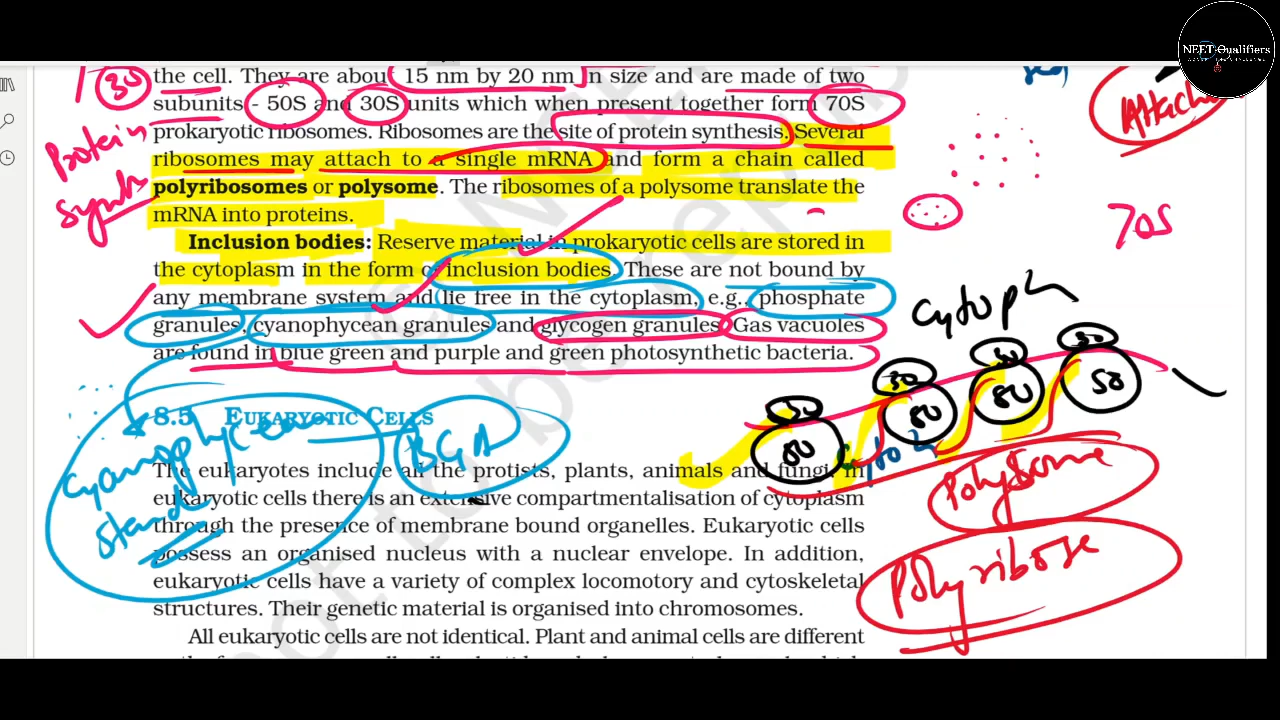 NEET Qualifiers
the cell. They are about 15 nm by 20 nm in size and are made of two
subunits - 50S and 30S units which when present together form 70S
prokaryotic ribosomes. Ribosomes are the site of protein synthesis. Several
ribosomes may attach to a single mRNA and form a chain called
polyribosomes or polysome. The ribosomes of a polysome translate the
mRNA into proteins.
Inclusion bodies: Reserve material in prokaryotic cells are stored in
the cytoplasm in the form of inclusion bodies. These are not bound by
any membrane system and lie free in the cytoplasm, e.g., phosphate
granules, cyanophycean granules and glycogen granules. Gas vacuoles
are found in blue green and purple and green photosynthetic bacteria.
8.5 EUKARYOTIC CELLS
The eukaryotes include all the protists, plants, animals and fungi. In
eukaryotic cells there is an extensive compartmentalisation of cytoplasm
through the presence of membrane bound organelles. Eukaryotic cells
possess an organised nucleus with a nuclear envelope. In addition,
eukaryotic cells have a variety of complex locomotory and cytoskeletal
structures. Their genetic material is organised into chromosomes.
All eukaryotic cells are not identical. Plant and animal cells are different
30
Protein
70S
BGA
50
Polysome
Polyribose